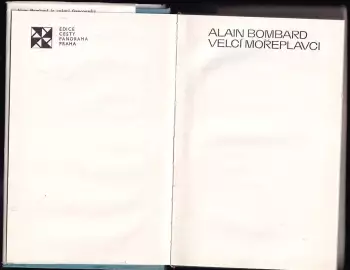 EDICE
CESTY
PANORAMA
PRAHA
ALAIN BOMBARD
VELCÍ MOŘEPLAVCI